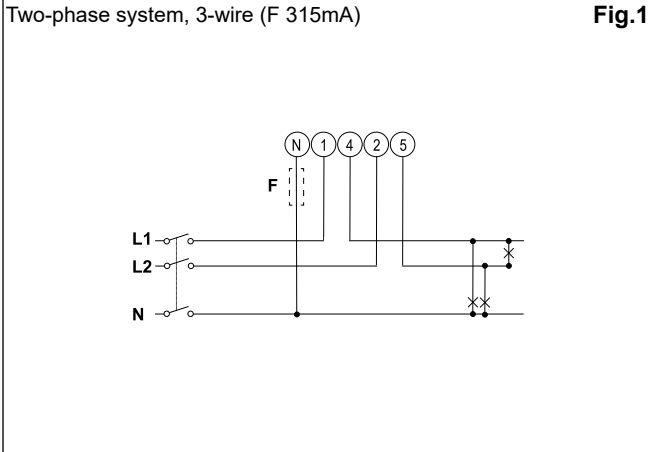 Two-phase system, 3-wire (F 315mA)
Fig.1
N 1 4 2 5
F
L1
L2
N